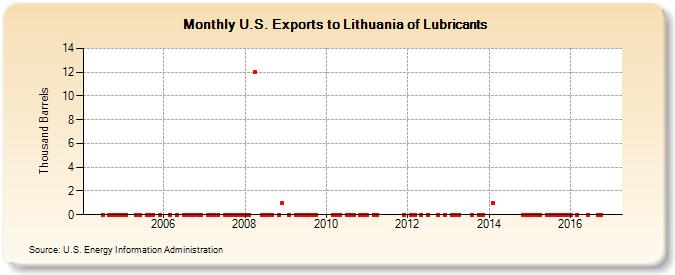 Monthly U.S. Exports to Lithuania of Lubricants
Thousand Barrels
14
12
10
8
6
4
2
0
2006 2008 2010 2012 2014 2016
Source: U.S. Energy Information Administration